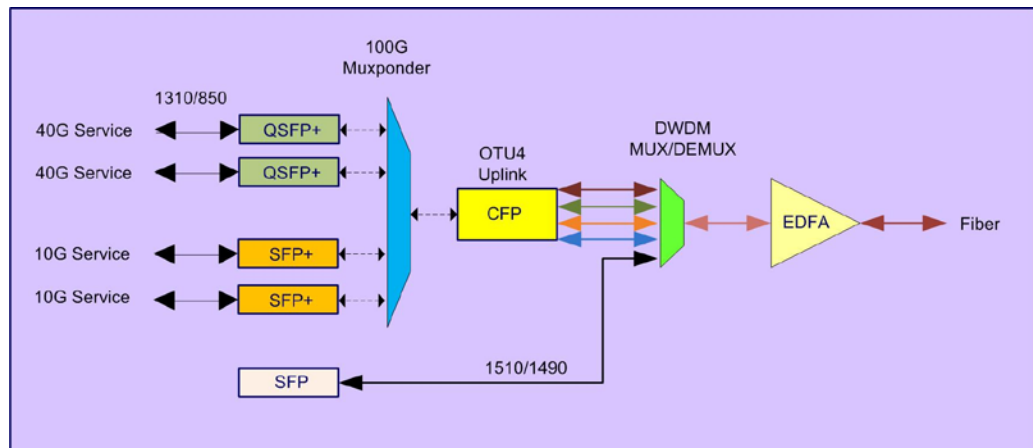 100G
Muxponder
1310/850
40G Service
QSFP+
40G Service
QSFP+
DWDM
MUX/DEMUX
OTU4
Uplink
CFP
EDFA
Fiber
10G Service
SFP+
10G Service
SFP+
1510/1490
SFP